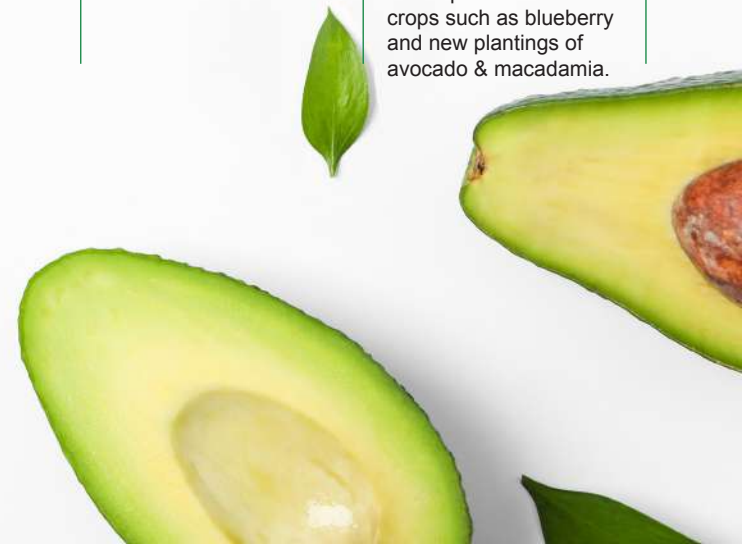 crops such as blueberry
and new plantings of
avocado & macadamia.